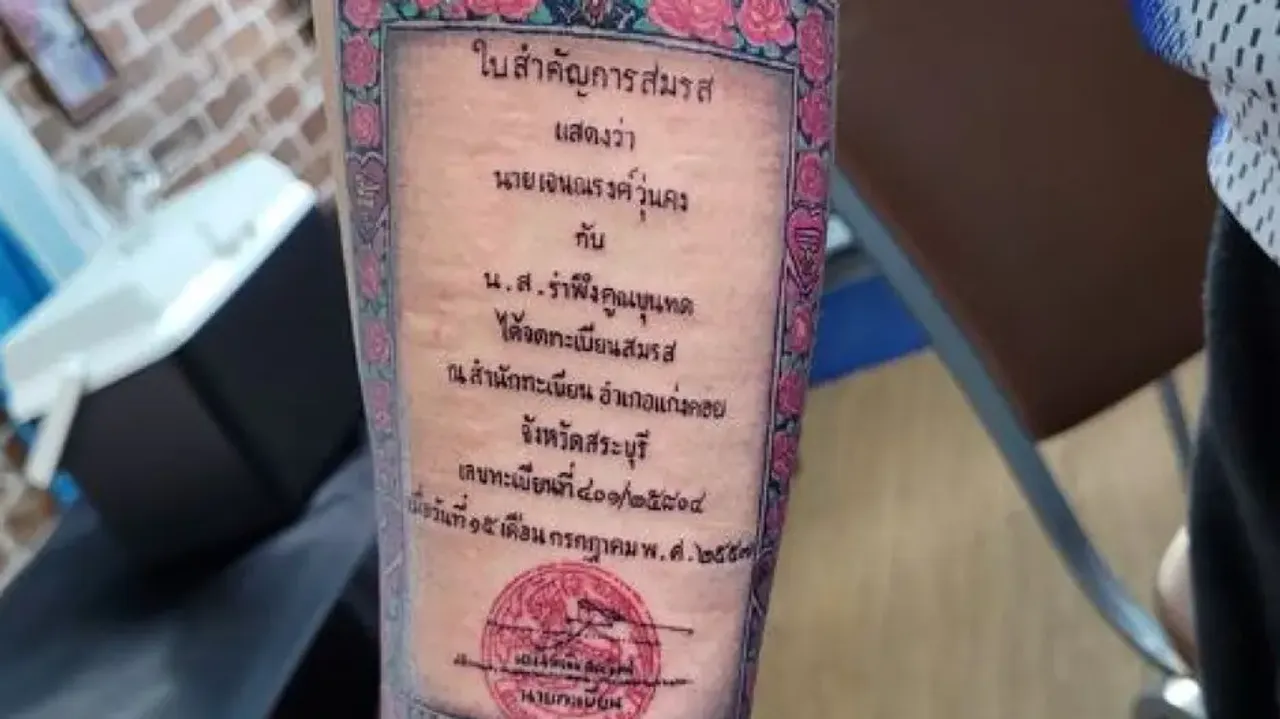 ใบสำคัญการสมรส
แสดงว่า
นายเจนณรงค์วุ่นคง
กับ
น.ส.รำพึงคูณขุนทด
ได้จดทะเบียนสมรส
ณ สำนักทะเบียน อำเภอแก่งคอย
จังหวัดสระบุรี
เลขทะเบียนที่ ๔๐๑/๒๕๘๐๔
เมื่อวันที่ ๑๕ เดือน กรกฎาคม พ.ศ.๒๕๕๗
นายทะเบียน